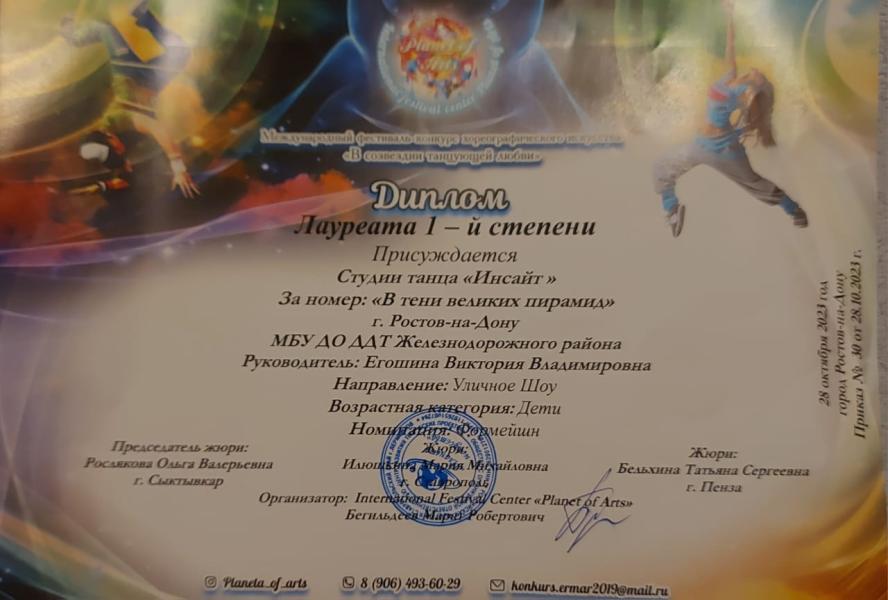 Planet of
Arts
Международный фестиваль-конкурс хореографического искусства
«В созвездии танцующей любви»
Диплом
Лауреата 1 – й степени
Присуждается
Студии танца «Инсайт »
За номер: «В тени великих пирамид»
г. Ростов-на-Дону
МБУ ДО ДДТ Железнодорожного района
Руководитель: Егошина Виктория Владимировна
Направление: Уличное Шоу
Возрастная категория: Дети
Номинация: Формейшн
Председатель жюри:
Рослякова Ольга Валерьевна
г. Сыктывкар
Жюри:
Мария Михайловна
г. Ставрополь
Жюри:
Бельхина Татьяна Сергеевна
г. Пенза
Организатор: International Festival Center «Planet of Arts»
Бегильдеев Марат Робертович
28 октября 2023 год
город Ростов-на-Дону
Приказ № 30 от 28.10.2023 г.
Planeta_of_arts
8 (906) 493-60-29
konkurs.ermar2019@mail.ru